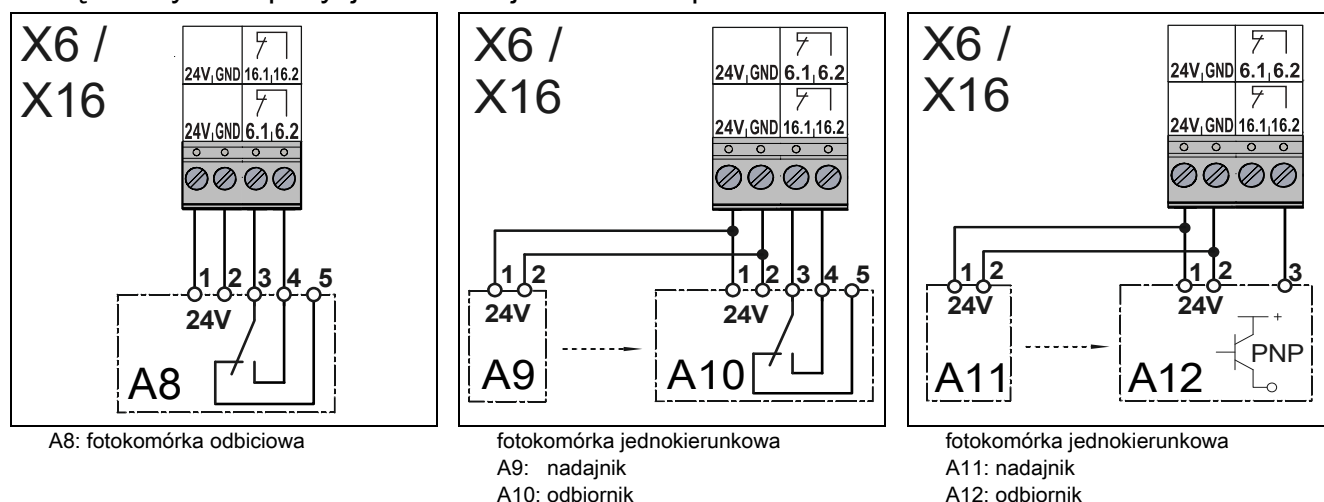 X6 /
X16
24V GND 16.1 16.2
24V GND 6.1 6.2
1 2 3 4 5
24V
A8
A8: fotokomórka odbiciowa
X6 /
X16
24V GND 6.1 6.2
24V GND 16.1 16.2
1 2 1 2 3 4 5
24V 24V
A9 A10
fotokomórka jednokierunkowa
A9: nadajnik
A10: odbiornik
X6 /
X16
24V GND 6.1 6.2
24V GND 16.1 16.2
1 2 1 2 3
24V 24V
+
PNP
A11 A12
fotokomórka jednokierunkowa
A11: nadajnik
A12: odbiornik